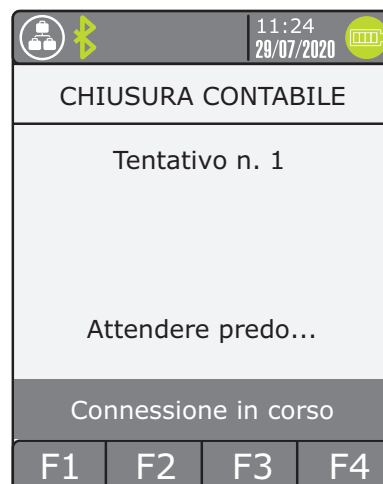 11:24
29/07/2020
CHIUSURA CONTABILE
Tentativo n. 1
Attendere predo...
Connessione in corso
F1 F2 F3 F4